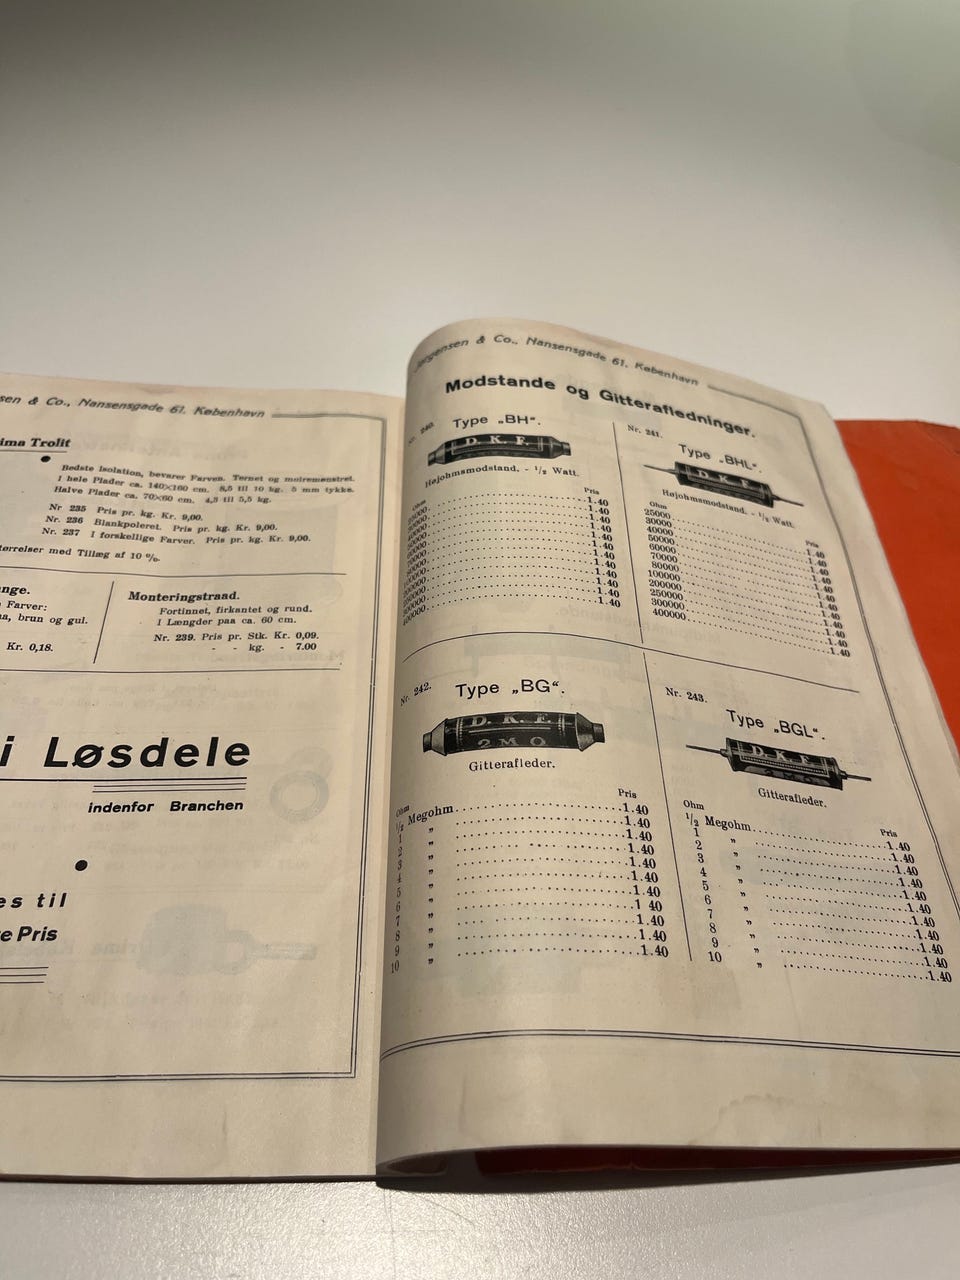 sen & Co., Nansensgade 61, København
ima Trolit
Bedste Isolation, bevarer Farven. Ternet og moiremønstret.
I hele Plader ca. 140×160 cm. 8,5 til 10 kg. 5 mm tykke.
Halve Plader ca. 70×60 cm. 4,3 til 5,5 kg.
Nr 235 Pris pr. kg. Kr. 9,00.
Nr. 236 Blankpoleret. Pris pr. kg. Kr. 9,00.
Nr. 237 I forskellige Farver. Pris pr. kg. Kr. 9,00.
tørrelser med Tillæg af 10 %.
nge.
Farver:
a, brun og gul.
Kr. 0,18.
Monteringstraad.
Fortinnet, firkantet og rund.
I Længder paa ca. 60 cm.
Nr. 239. Pris pr. Stk. Kr. 0,09.
- - kg. - 7.00
i Løsdele
indenfor Branchen
es til
te Pris
Jørgensen & Co., Nansensgade 61, København
Modstande og Gitterafledninger.
Nr. 240.
Type „BH“.
D. K. F.
Højohmsmodstand. - 1/2 Watt.
Ohm Pris
1.40
1.40
1.40
1.40
1.40
1.40
1.40
1.40
1.40
1.40
1.40
Nr. 241.
Type „BHL“.
D. K. F.
Højohmsmodstand. - 1/2 Watt.
Ohm Pris
25000 1.40
30000 1.40
40000 1.40
50000 1.40
60000 1.40
70000 1.40
80000 1.40
100000 1.40
200000 1.40
250000 1.40
300000 1.40
400000 1.40
Nr. 242.
Type „BG“.
D. K. F.
2 M O
Gitterafleder.
Ohm Pris
1/2 Megohm 1.40
1 „ 1.40
2 „ 1.40
3 „ 1.40
4 „ 1.40
5 „ 1.40
6 „ 1 40
7 „ 1.40
8 „ 1.40
9 „ 1.40
10 „ 1.40
Nr. 243.
Type „BGL“.
D. K. F.
2 M O
Gitterafleder.
Ohm Pris
1/2 Megohm 1.40
1 „ 1.40
2 „ 1.40
3 „ 1.40
4 „ 1.40
5 „ 1.40
6 „ 1.40
7 „ 1.40
8 „ 1.40
9 „ 1.40
10 „ 1.40